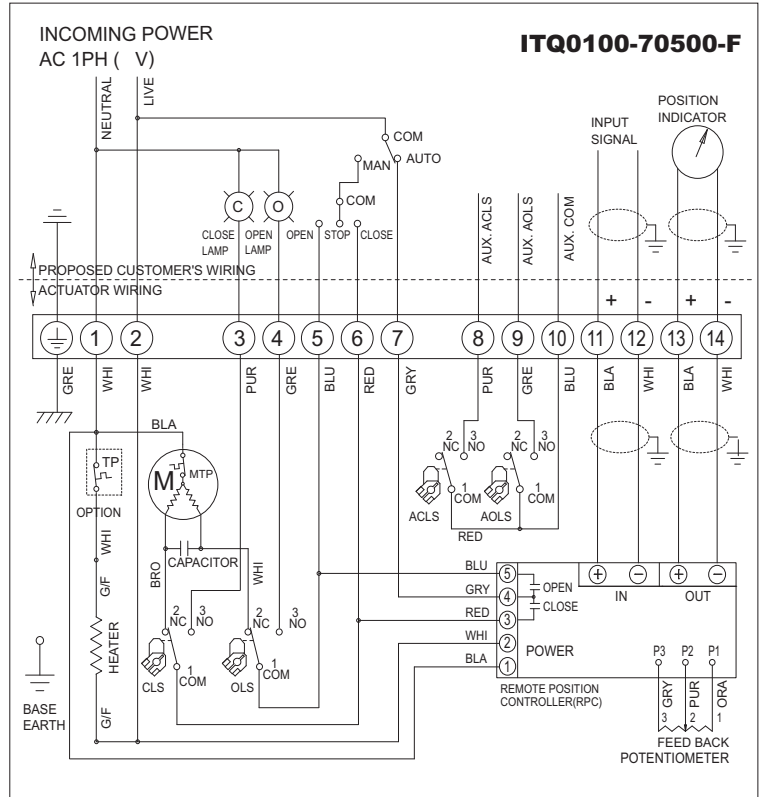 INCOMING POWER
AC 1PH (   V)
ITQ0100-70500-F
NEUTRAL
LIVE
COM
MAN
AUTO
COM
C
O
CLOSE
LAMP
OPEN
LAMP
OPEN
STOP
CLOSE
AUX. ACLS
AUX. AOLS
AUX. COM
INPUT
SIGNAL
POSITION
INDICATOR
PROPOSED CUSTOMER'S WIRING
ACTUATOR WIRING
+ - + -
1 2 3 4 5 6 7 8 9 10 11 12 13 14
GRE WHI WHI PUR GRE BLU RED GRY PUR GRE BLU BLA WHI BLA WHI
BLA
TP
OPTION
M
MTP
CAPACITOR
WHI
G/F
HEATER
G/F
BRO
WHI
2
NC
3
NO
1
COM
CLS
2
NC
3
NO
1
COM
OLS
2
NC
3
NO
1
COM
ACLS
2
NC
3
NO
1
COM
AOLS
RED
BASE
EARTH
BLU
GRY
RED
WHI
BLA
5
4
3
2
1
OPEN
CLOSE
POWER
+ -
IN
+ -
OUT
P3 P2 P1
GRY PUR ORA
3 2 1
REMOTE POSITION
CONTROLLER(RPC)
FEED BACK
POTENTIOMETER